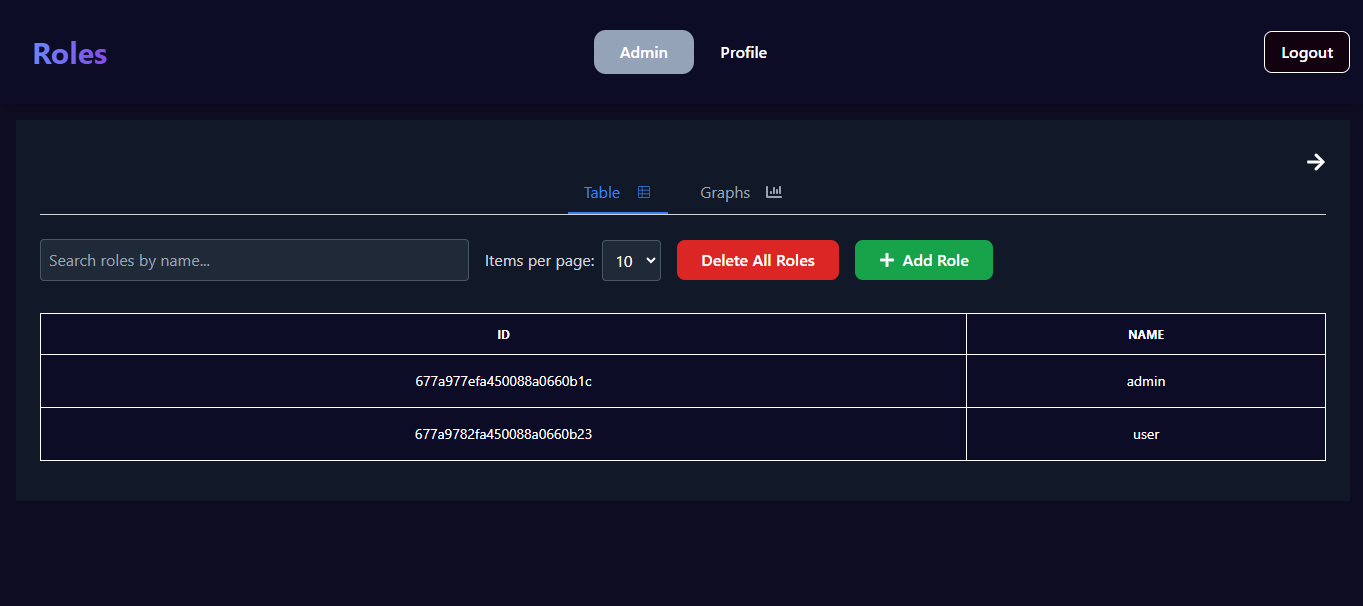 Roles
Admin
Profile
Logout
Table
Graphs
Search roles by name...
Items per page:
10
Delete All Roles
Add Role
ID
NAME
677a977efa450088a0660b1c
admin
677a9782fa450088a0660b23
user